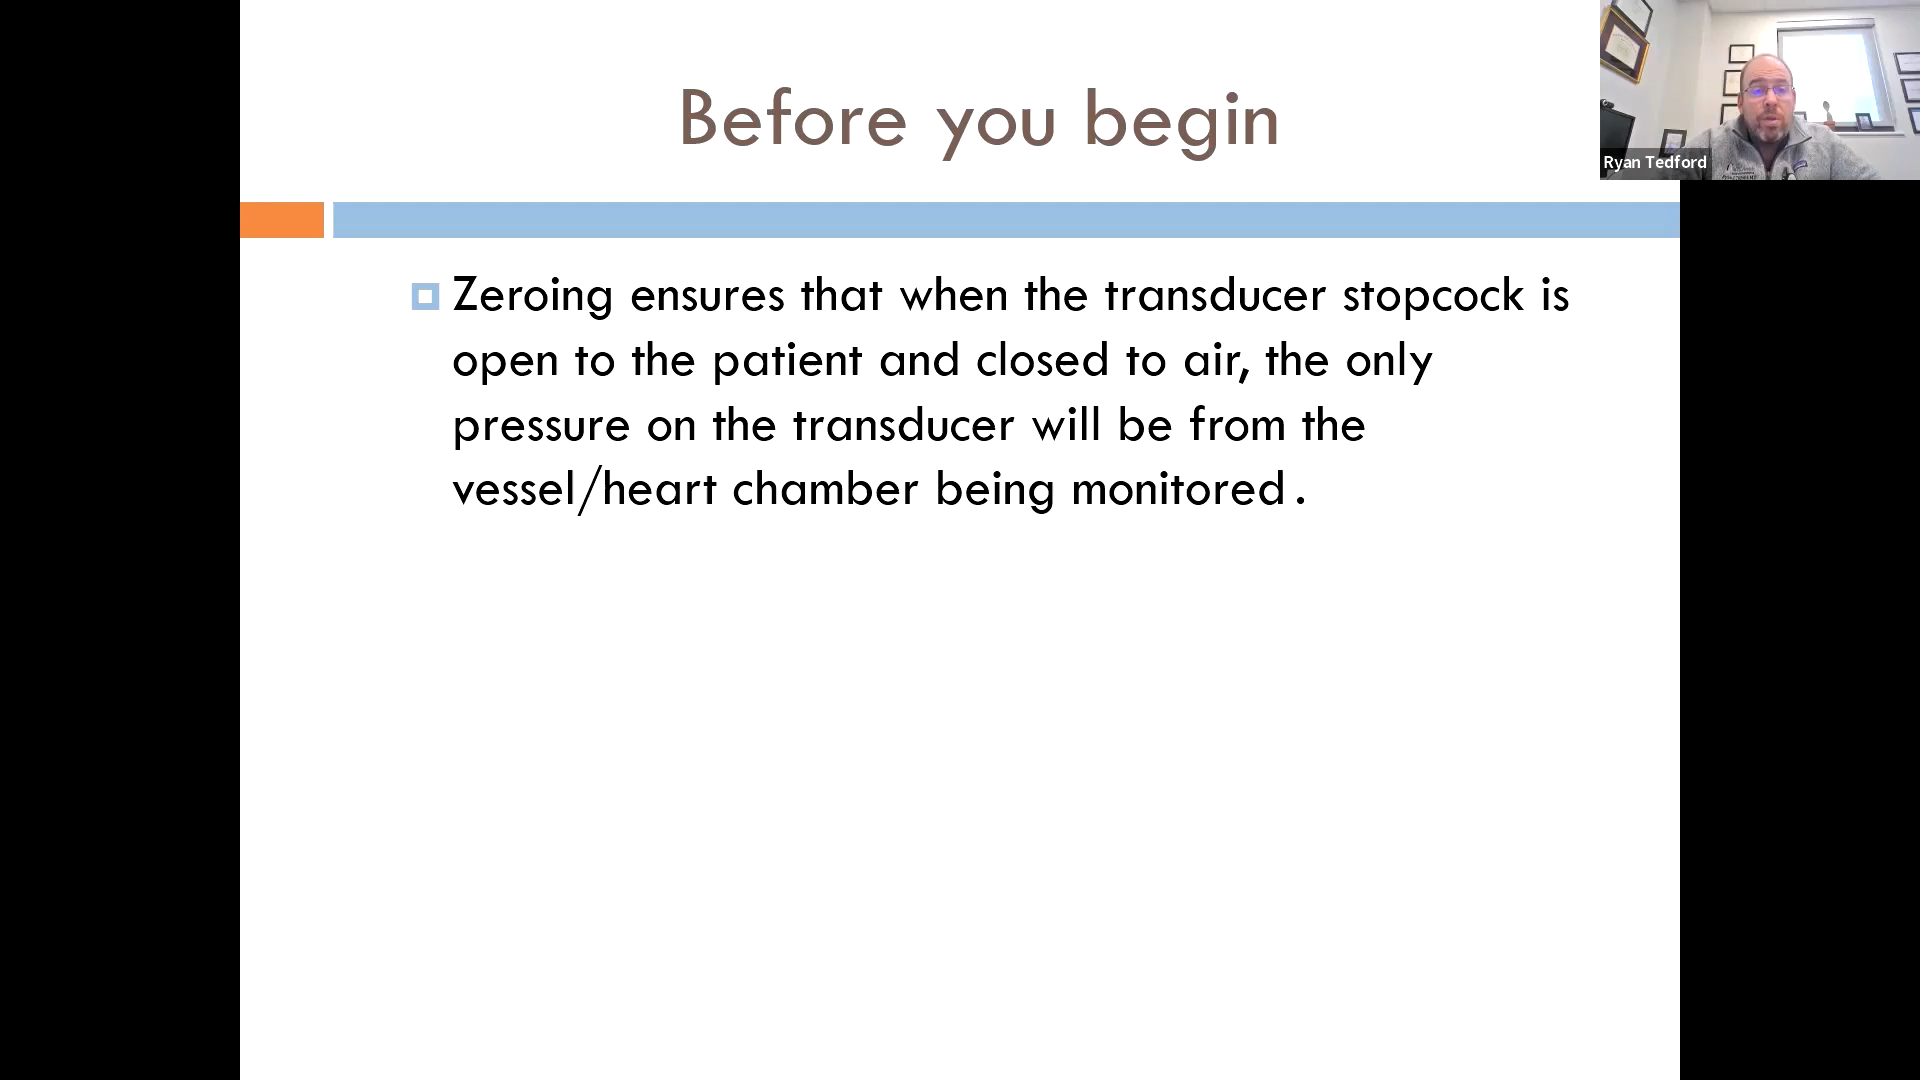 Before you begin
Ryan Tedford
Zeroing ensures that when the transducer stopcock is
open to the patient and closed to air, the only
pressure on the transducer will be from the
vessel/heart chamber being monitored .